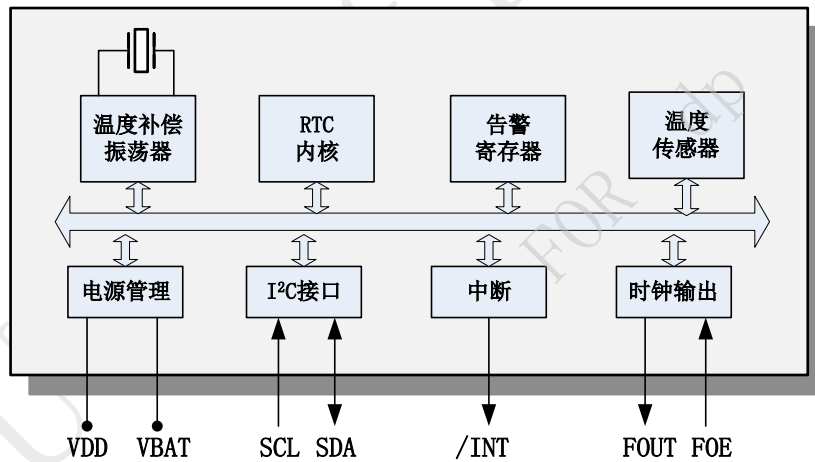 温度补偿
振荡器
RTC
内核
告警
寄存器
温度
传感器
电源管理
I²C接口
中断
时钟输出
VDD VBAT SCL SDA /INT FOUT FOE
FOR
dp